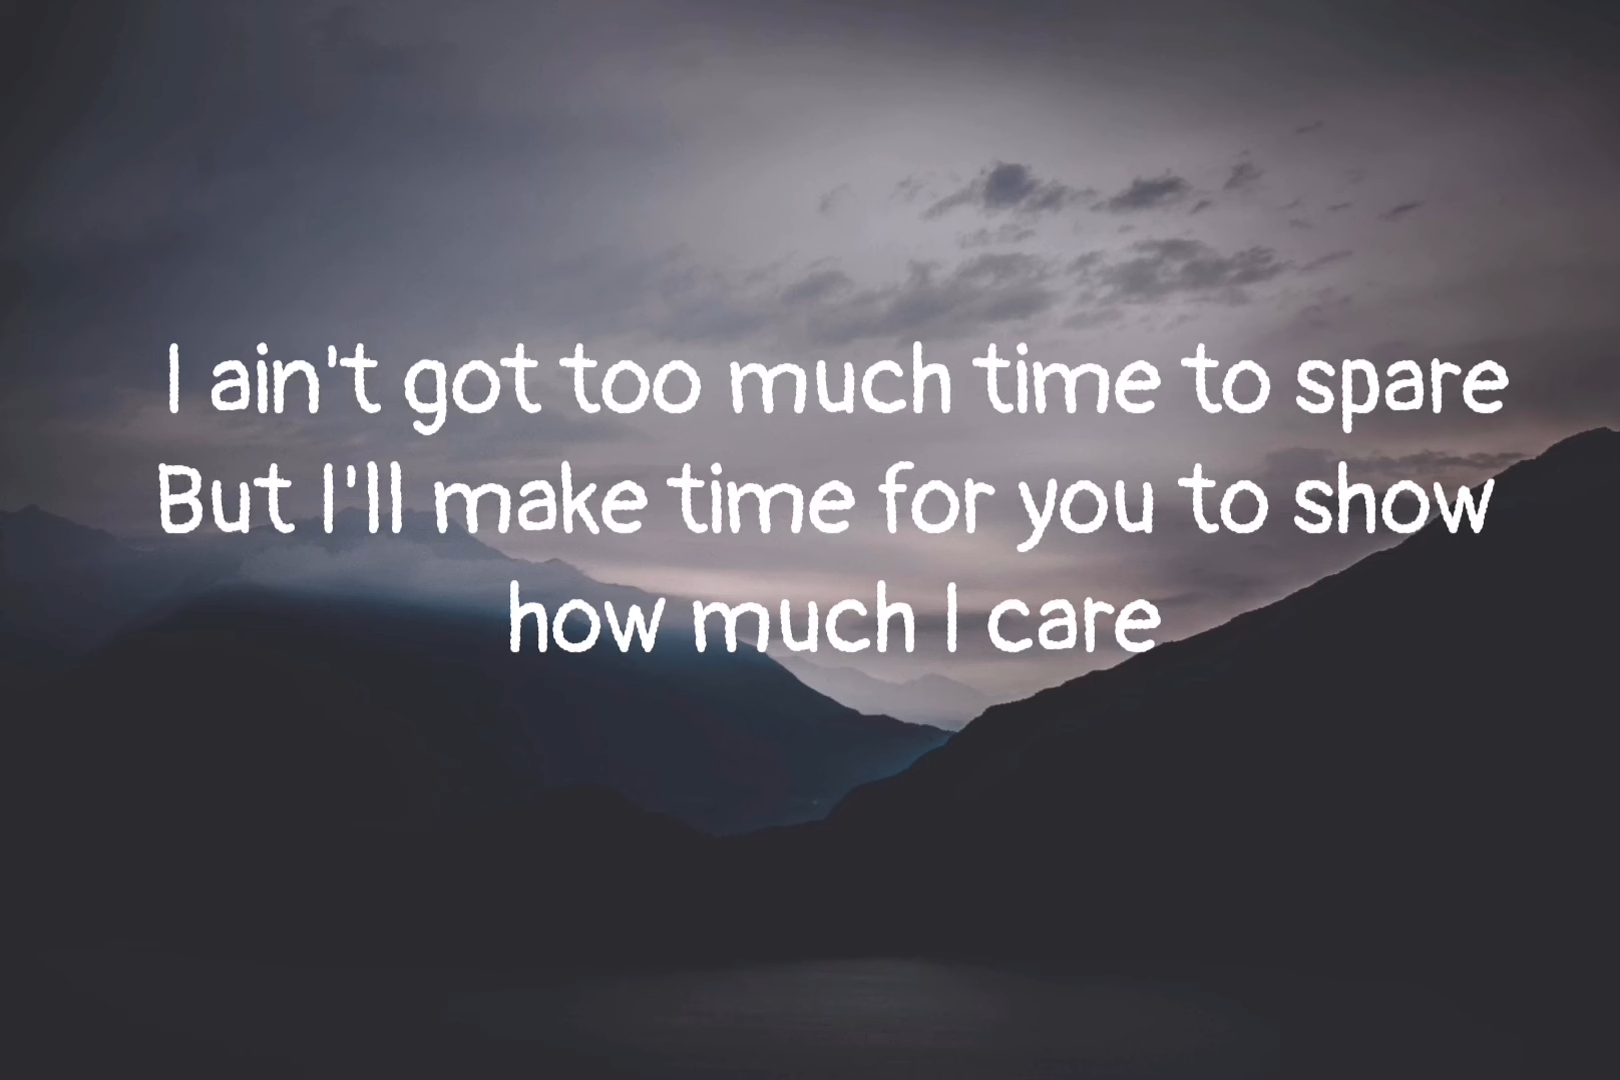 I ain't got too much time to spare
But I'll make time for you to show
how much I care